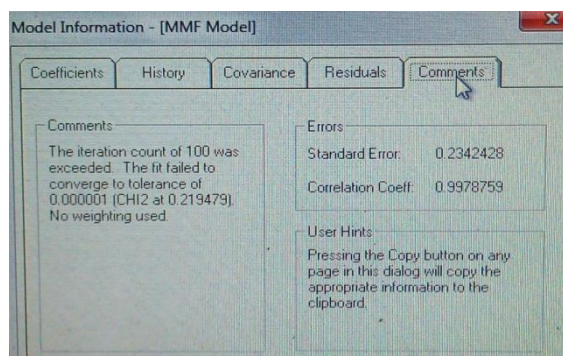 Model Information - [MMF Model]
Coefficients
History
Covariance
Residuals
Comments
Comments
The iteration count of 100 was
exceeded. The fit failed to
converge to tolerance of
0.000001 (CHI2 at 0.219479).
No weighting used.
Errors
Standard Error: 0.2342428
Correlation Coeff: 0.9978759
User Hints
Pressing the Copy button on any
page in this dialog will copy the
appropriate information to the
clipboard.